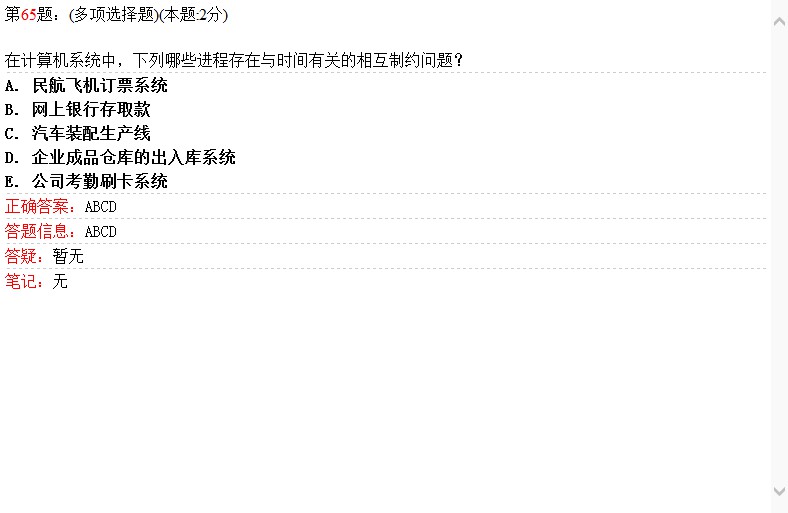 第65题：(多项选择题)(本题:2分)
在计算机系统中，下列哪些进程存在与时间有关的相互制约问题？
A. 民航飞机订票系统
B. 网上银行存取款
C. 汽车装配生产线
D. 企业成品仓库的出入库系统
E. 公司考勤刷卡系统
正确答案：ABCD
答题信息：ABCD
答疑：暂无
笔记：无